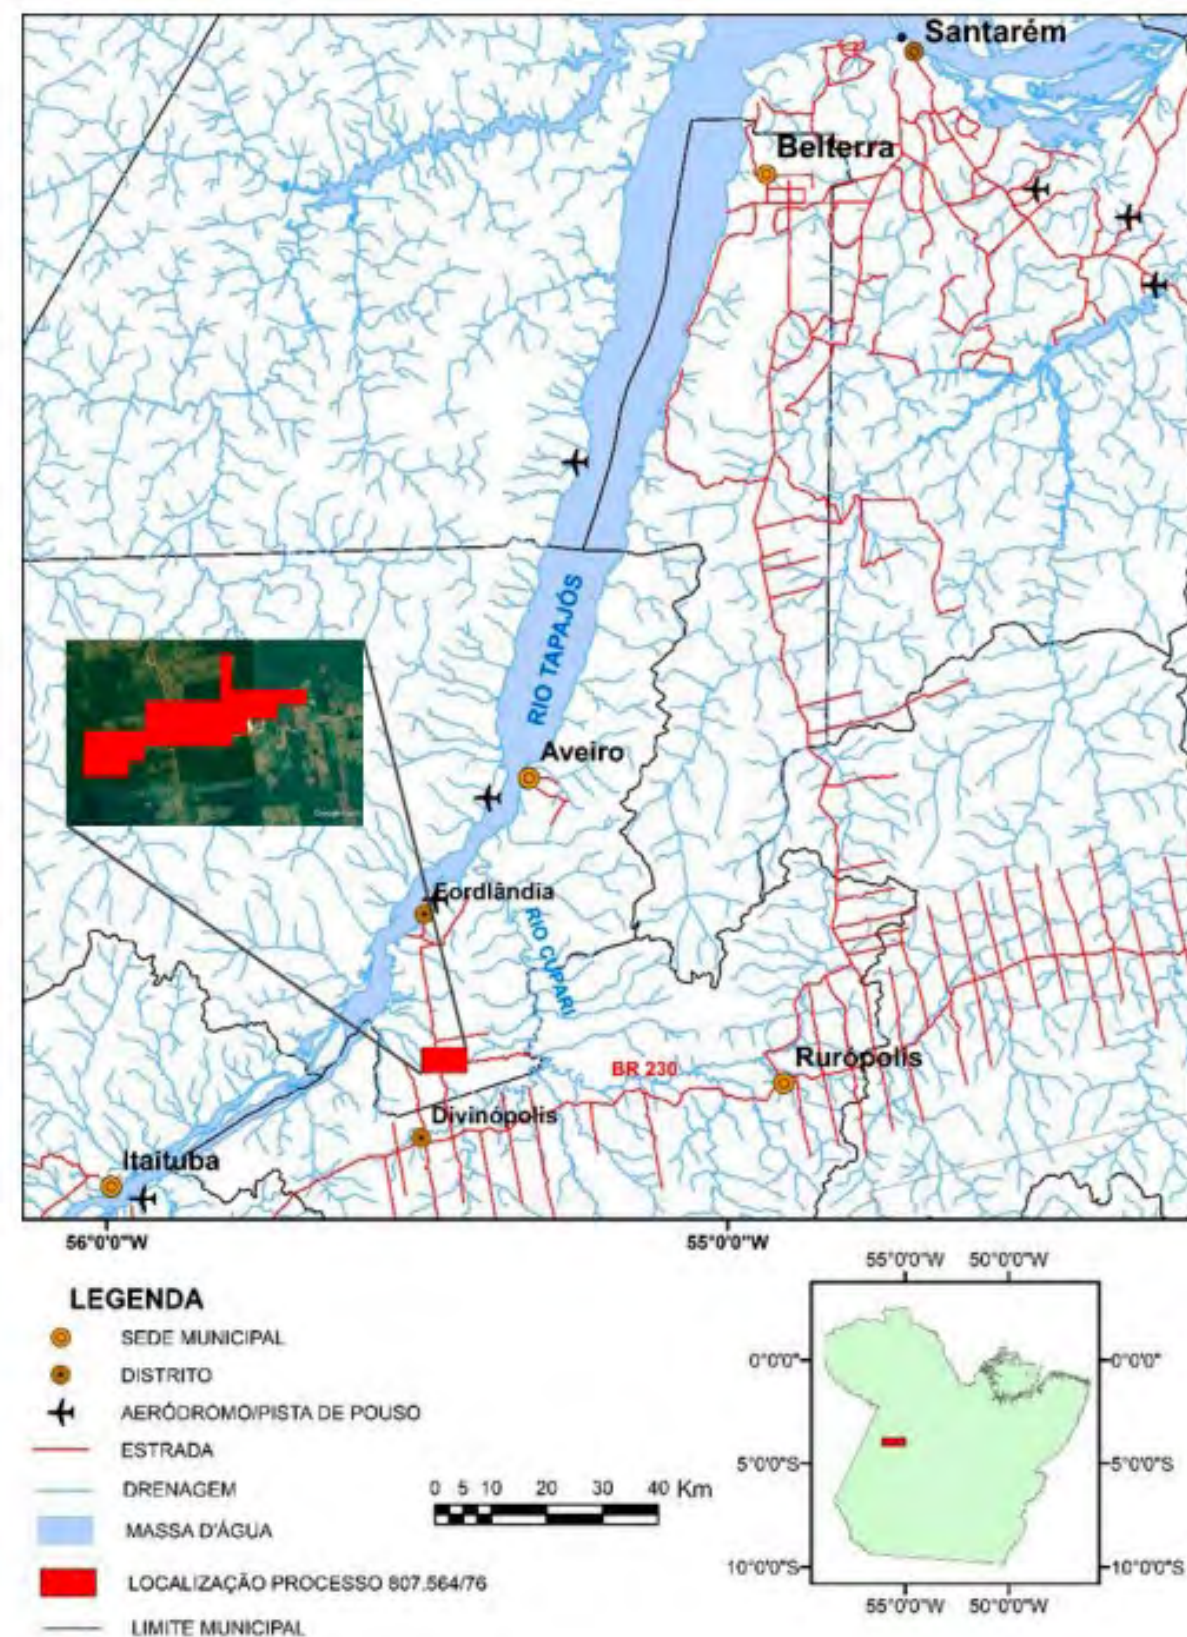 Santarém
Belterra
RIO TAPAJÓS
Aveiro
Fordlândia
RIO CUPARI
BR 230
Rurópolis
Divinópolis
Itaituba
56°0'0"W
55°0'0"W
LEGENDA
SEDE MUNICIPAL
DISTRITO
AERÓDROMO/PISTA DE POUSO
ESTRADA
DRENAGEM
MASSA D'ÁGUA
LOCALIZAÇÃO PROCESSO 807.564/76
LIMITE MUNICIPAL
0 5 10 20 30 40 Km
55°0'0"W 50°0'0"W
0°0'0" 0°0'0"
5°0'0"S 5°0'0"S
10°0'0"S 10°0'0"S
55°0'0"W 50°0'0"W